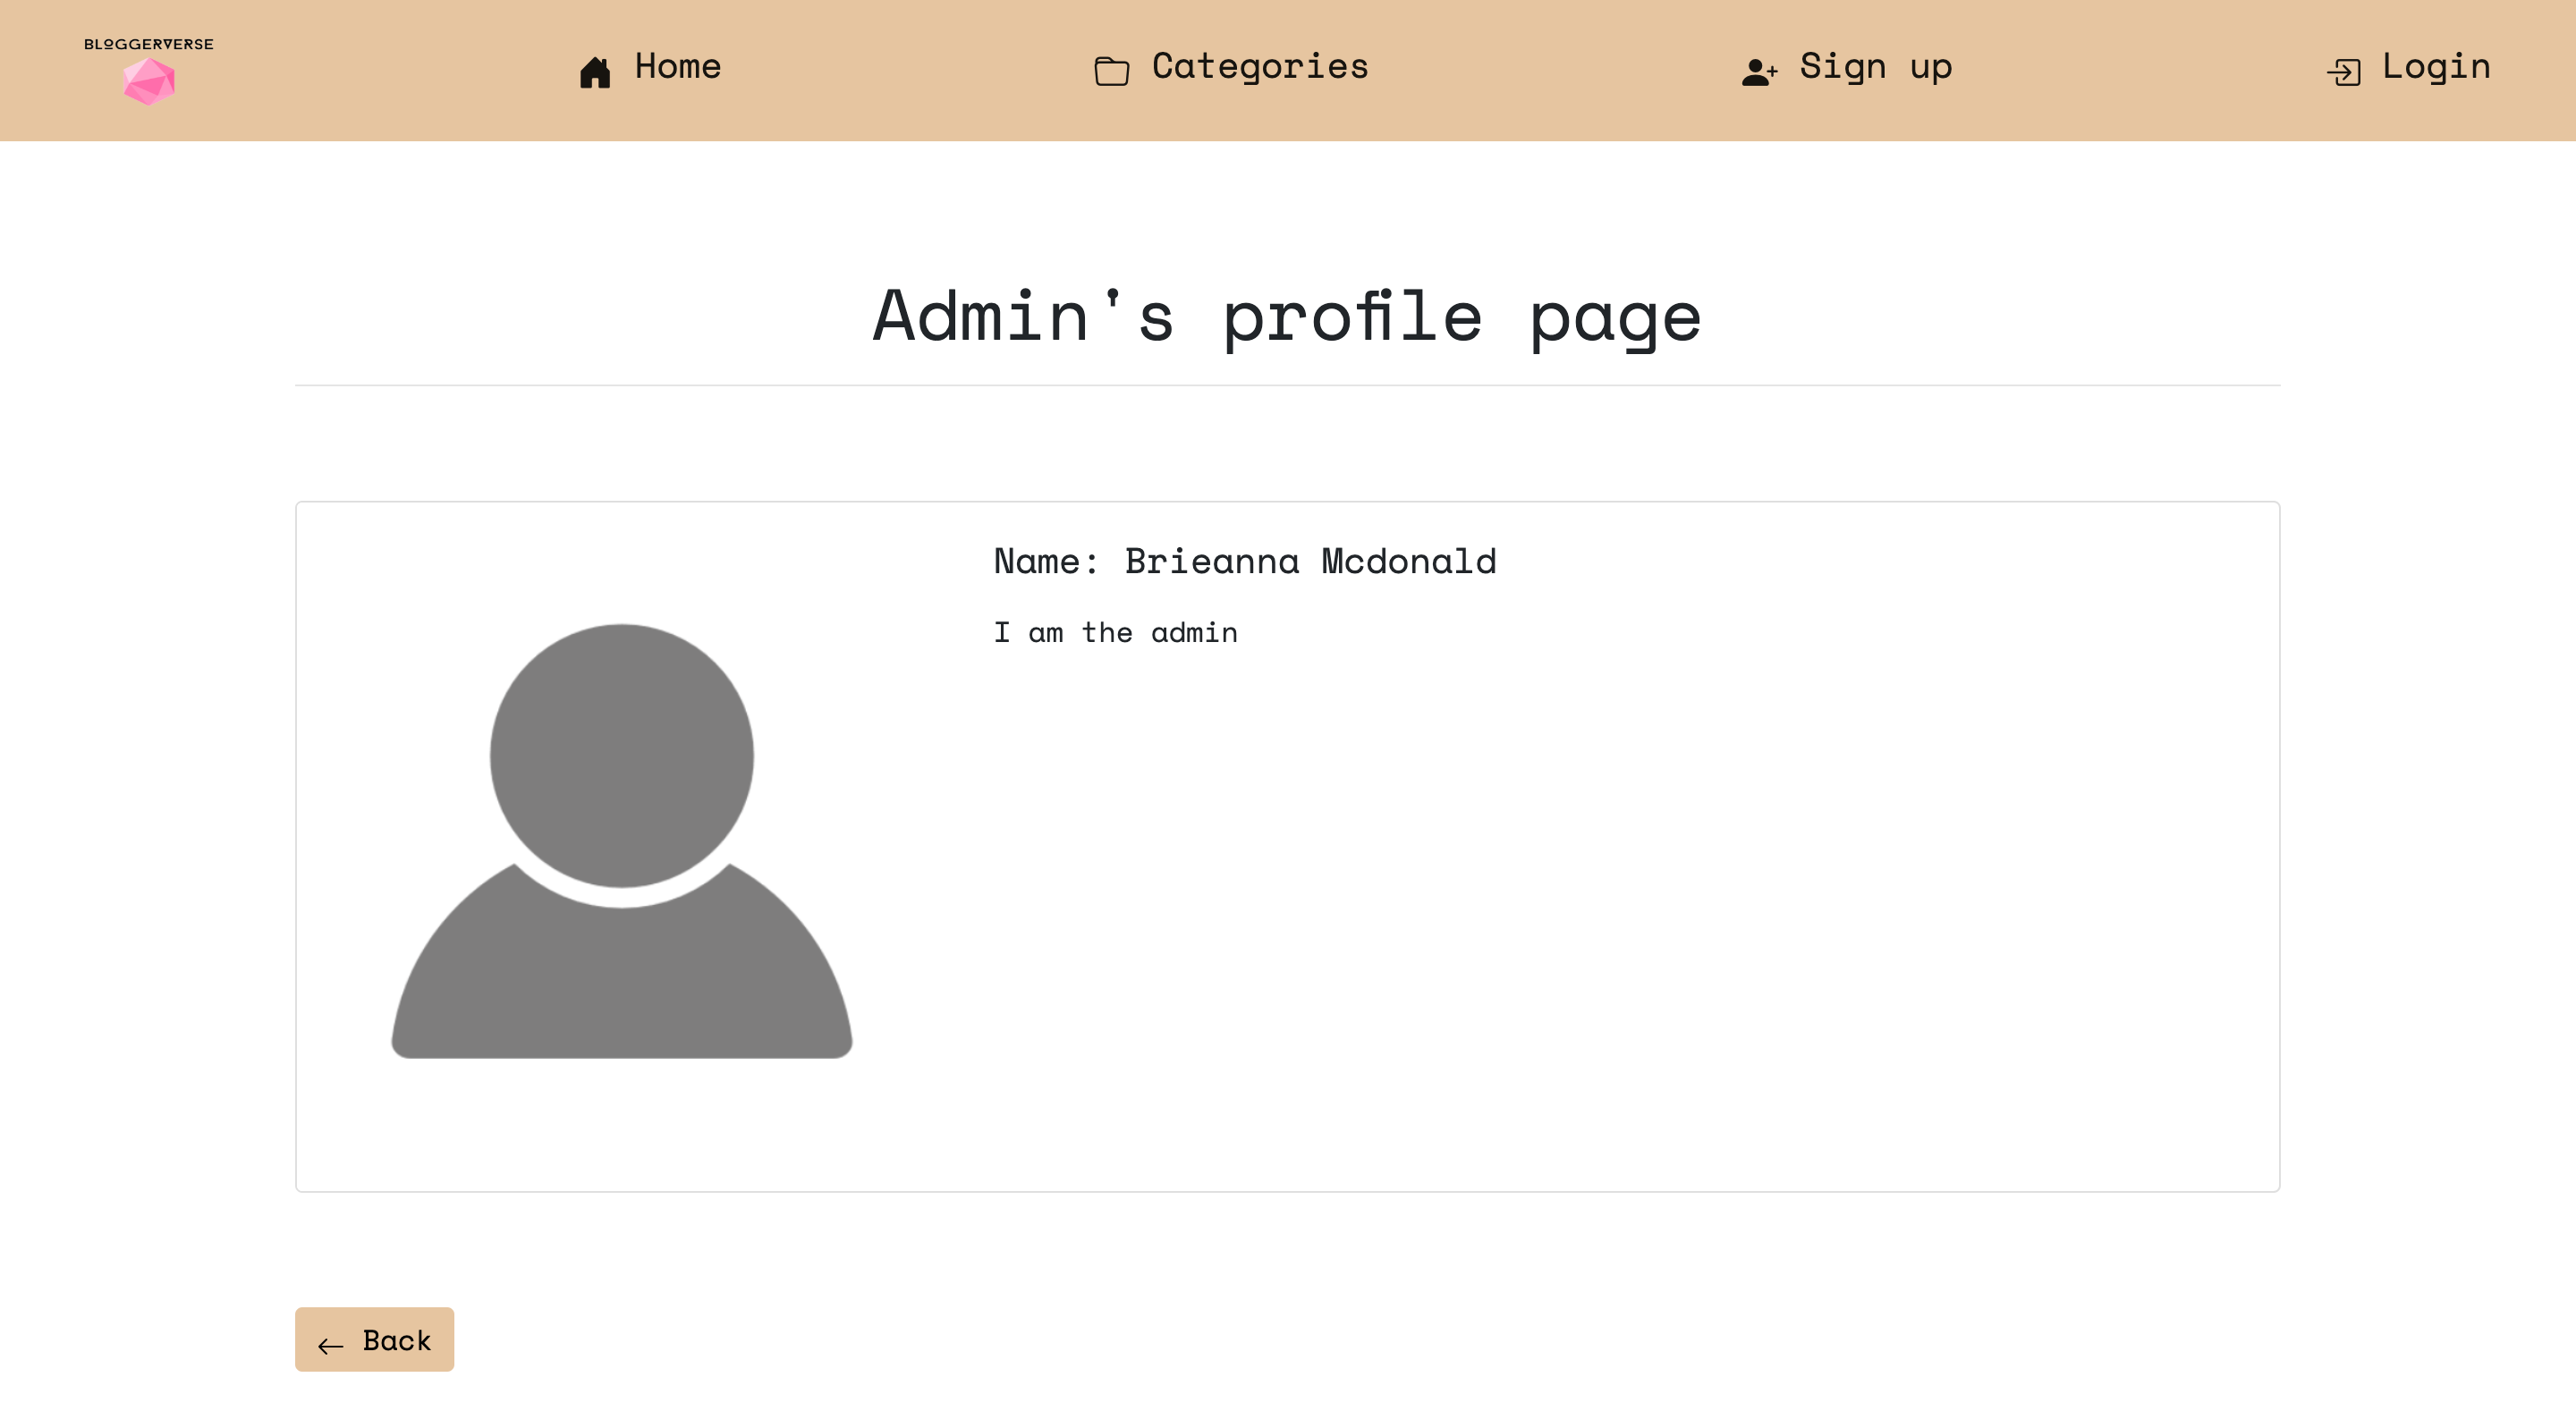 BLOGGERVERSE
Home
Categories
Sign up
Login
Admin's profile page
Name: Brieanna Mcdonald
I am the admin
Back